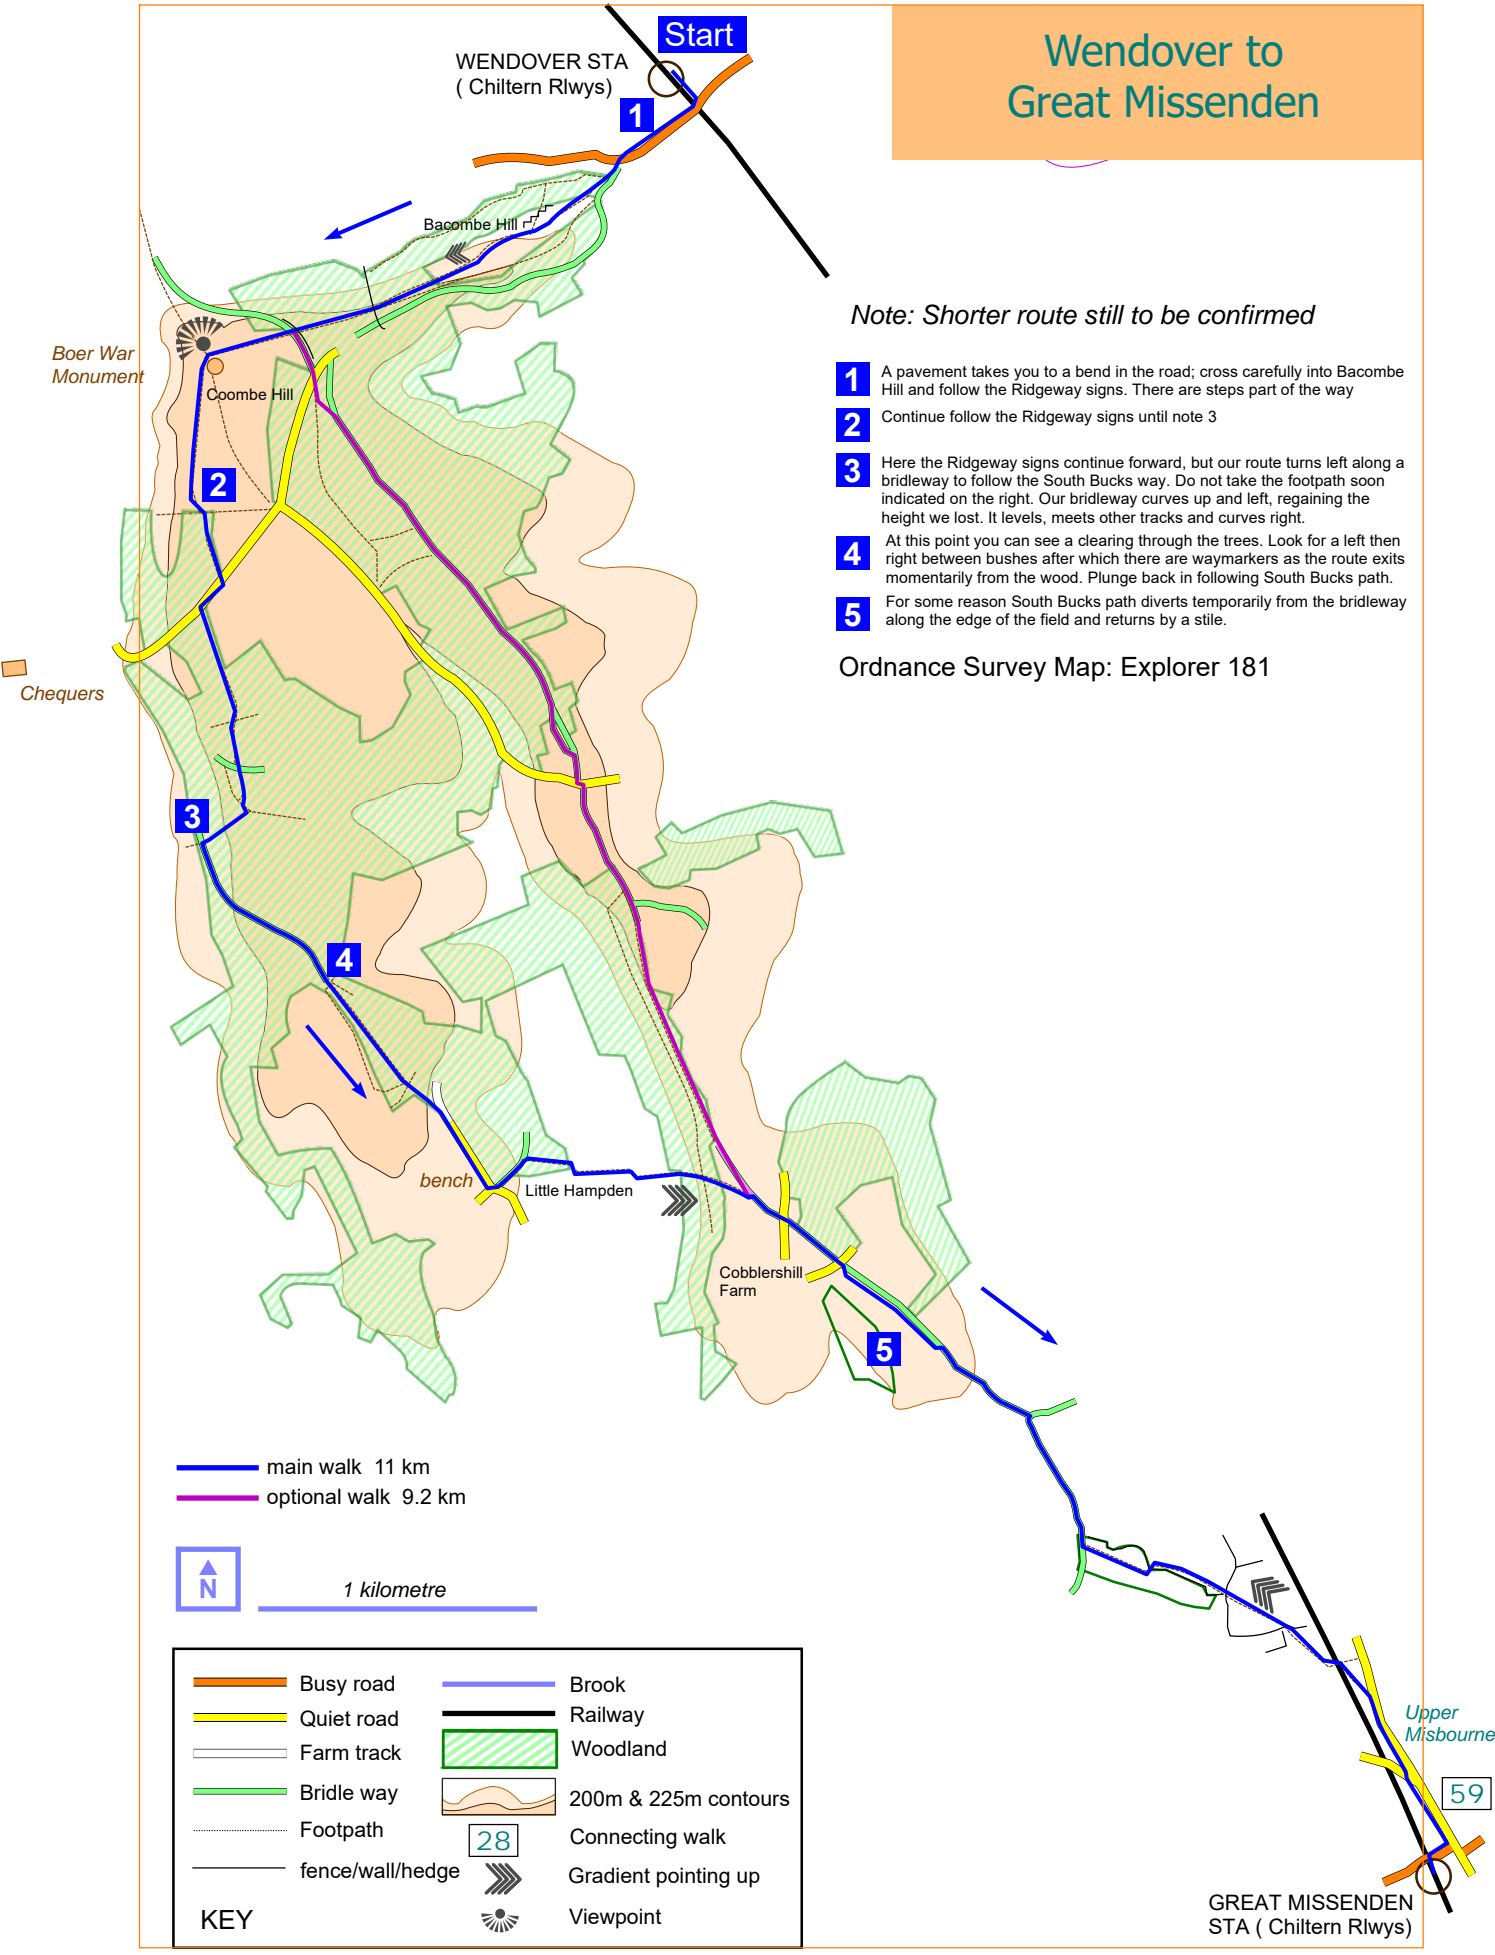 Start
WENDOVER STA
( Chiltern Rlwys)
Wendover to
Great Missenden
1
Bacombe Hill
Boer War
Monument
Coombe Hill
2
Chequers
3
4
bench
Little Hampden
Cobblershill
Farm
5
Note: Shorter route still to be confirmed
1
A pavement takes you to a bend in the road; cross carefully into Bacombe
Hill and follow the Ridgeway signs. There are steps part of the way
2
Continue follow the Ridgeway signs until note 3
3
Here the Ridgeway signs continue forward, but our route turns left along a
bridleway to follow the South Bucks way. Do not take the footpath soon
indicated on the right. Our bridleway curves up and left, regaining the
height we lost. It levels, meets other tracks and curves right.
4
At this point you can see a clearing through the trees. Look for a left then
right between bushes after which there are waymarkers as the route exits
momentarily from the wood. Plunge back in following South Bucks path.
5
For some reason South Bucks path diverts temporarily from the bridleway
along the edge of the field and returns by a stile.
Ordnance Survey Map: Explorer 181
main walk 11 km
optional walk 9.2 km
N
1 kilometre
Busy road
Quiet road
Farm track
Bridle way
Footpath
fence/wall/hedge
KEY
Brook
Railway
Woodland
200m & 225m contours
28
Connecting walk
Gradient pointing up
Viewpoint
Upper
Misbourne
59
GREAT MISSENDEN
STA ( Chiltern Rlwys)